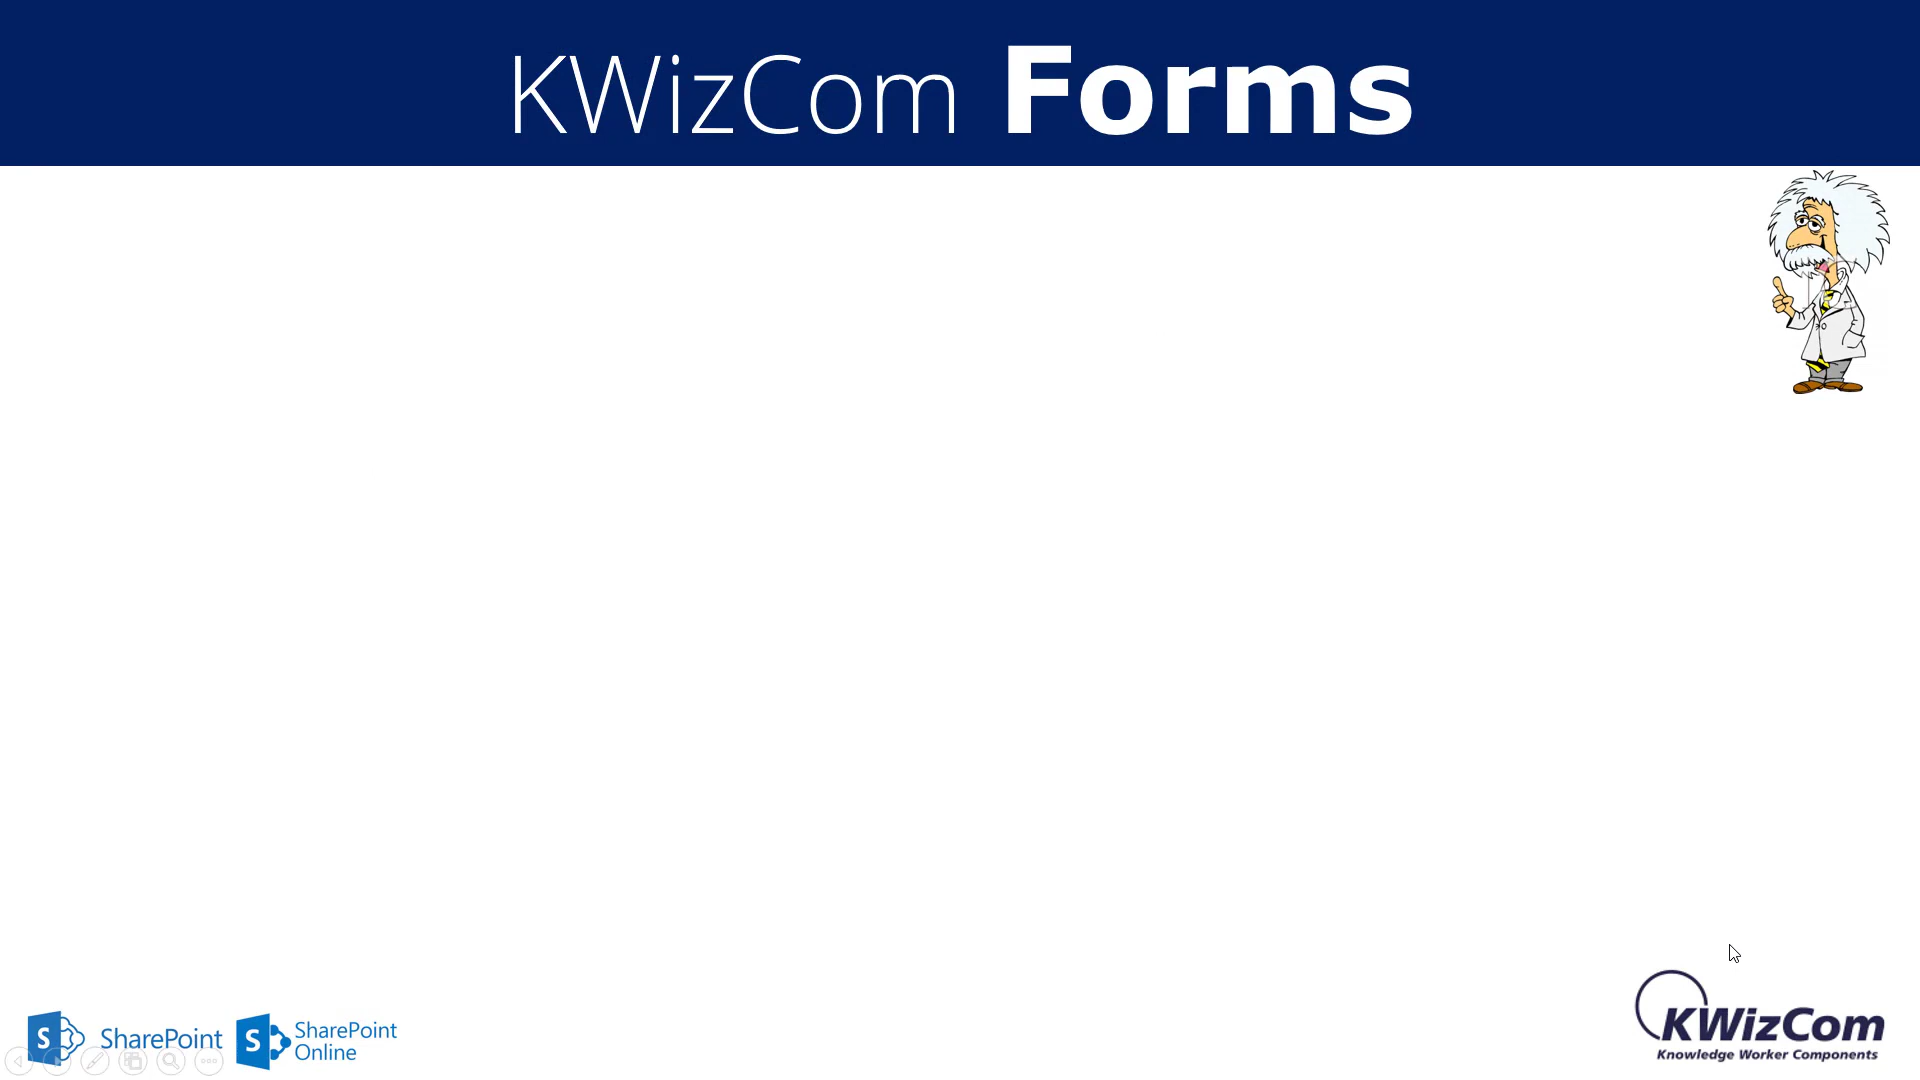 KWizCom Forms
S SharePoint
S SharePoint
Online
KWizCom
Knowledge Worker Components